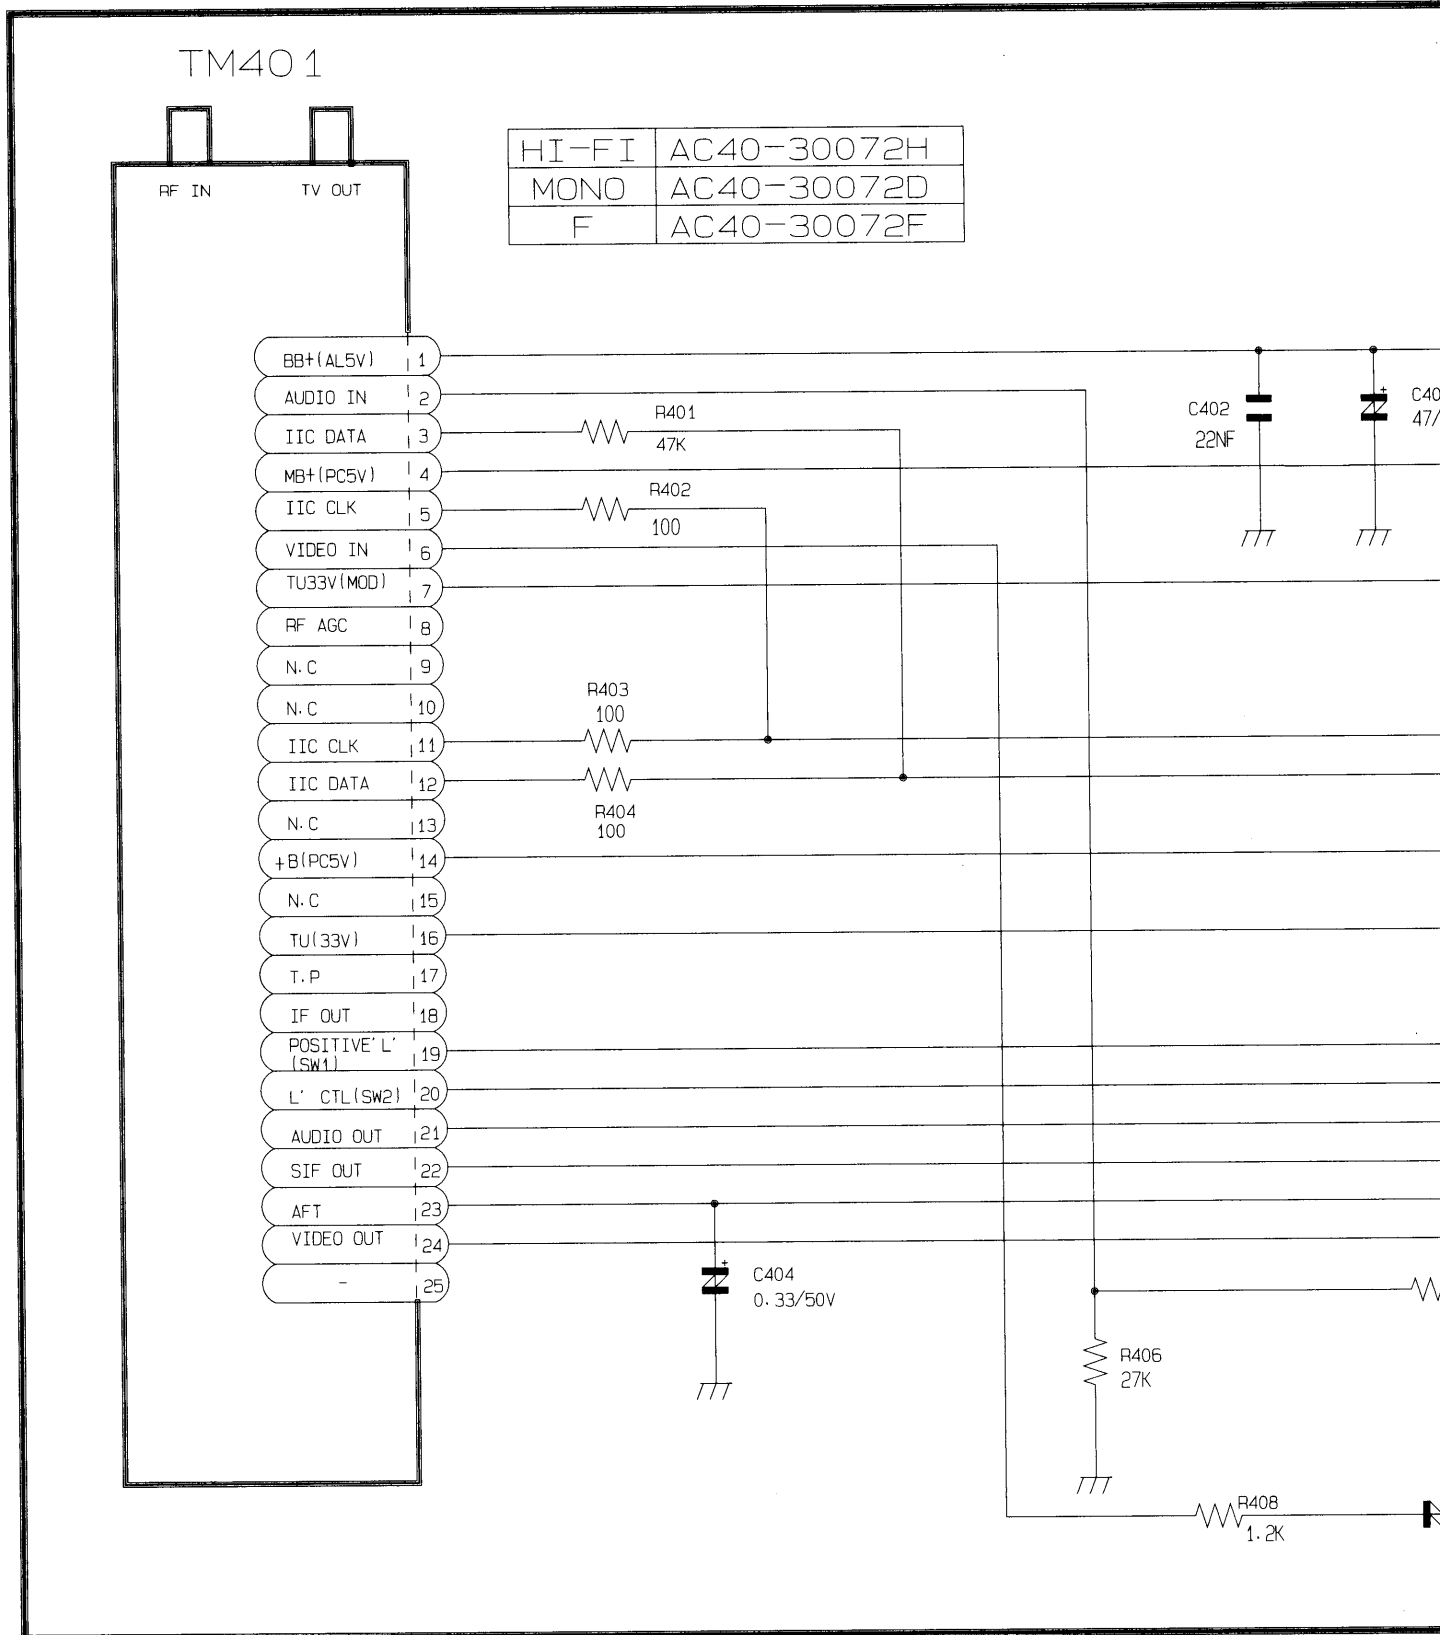 TM401
RF IN TV OUT
HI-FI AC40-30072H
MONO AC40-30072D
F AC40-30072F
BB+(AL5V) 1
AUDIO IN 2
IIC DATA 3
MB+(PC5V) 4
IIC CLK 5
VIDEO IN 6
TU33V(MOD) 7
RF AGC 8
N.C 9
N.C 10
IIC CLK 11
IIC DATA 12
N.C 13
+B(PC5V) 14
N.C 15
TU(33V) 16
T.P 17
IF OUT 18
POSITIVE'L'
(SW1) 19
L' CTL(SW2) 20
AUDIO OUT 21
SIF OUT 22
AFT 23
VIDEO OUT 24
- 25
R401
47K
R402
100
R403
100
R404
100
C402
22NF
C40
47/
+
+
C404
0.33/50V
R406
27K
R408
1.2K